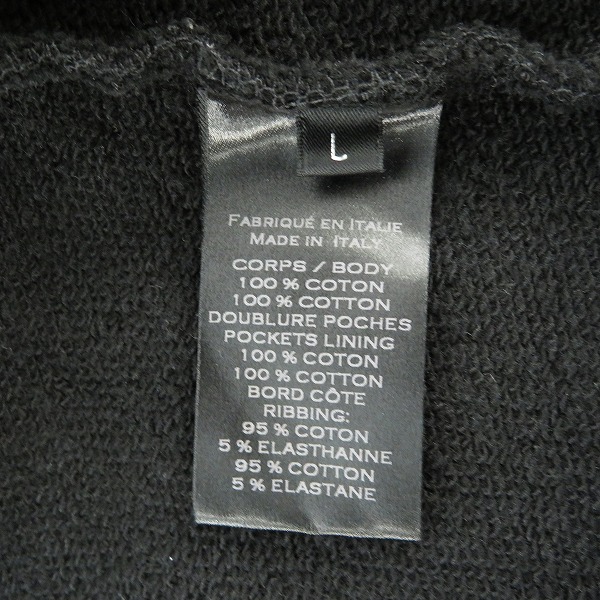 L
FABRIQUÉ EN ITALIE
MADE IN ITALY
CORPS / BODY
100 % COTON
100 % COTTON
DOUBLURE POCHES
POCKETS LINING
100 % COTON
100 % COTTON
BORD CÔTE
RIBBING:
95 % COTON
5 % ELASTHANNE
95 % COTTON
5 % ELASTANE